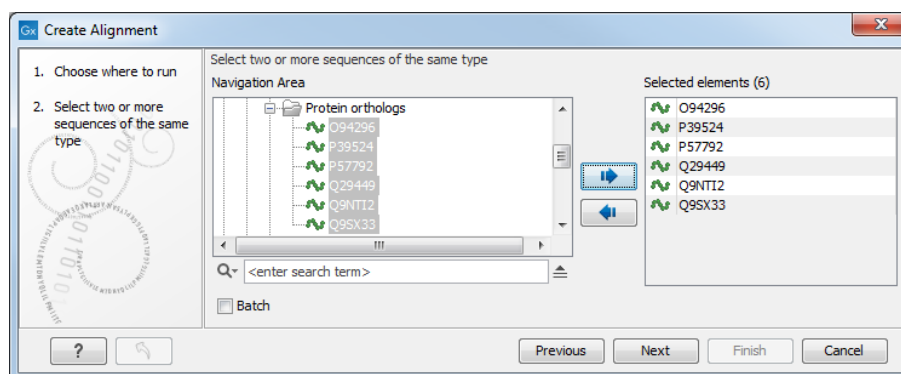 Gx Create Alignment
1. Choose where to run
2. Select two or more
sequences of the same
type
Select two or more sequences of the same type
Navigation Area
Protein orthologs
O94296
P39524
P57792
Q29449
Q9NTI2
Q9SX33
<enter search term>
Batch
Selected elements (6)
O94296
P39524
P57792
Q29449
Q9NTI2
Q9SX33
?
Previous
Next
Finish
Cancel